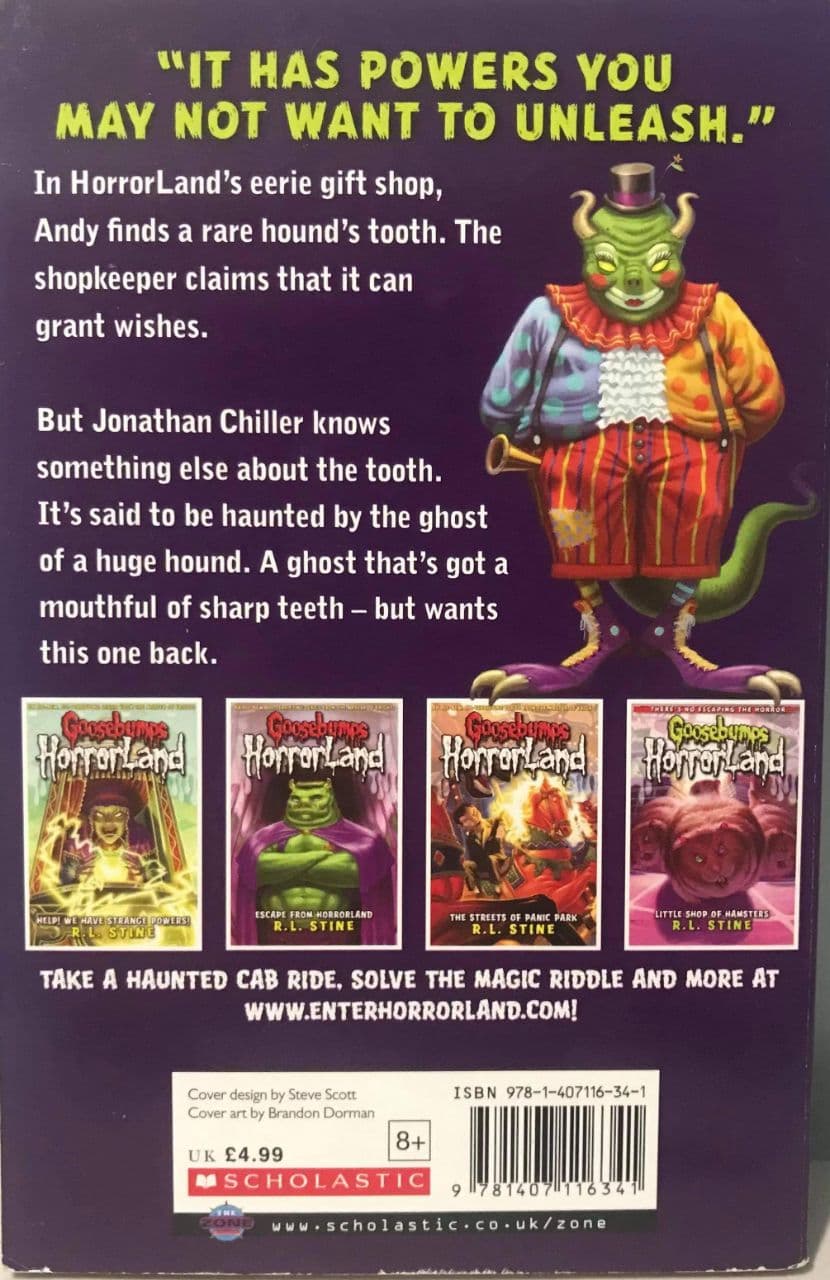 "IT HAS POWERS YOU
MAY NOT WANT TO UNLEASH."
In HorrorLand's eerie gift shop,
Andy finds a rare hound's tooth. The
shopkeeper claims that it can
grant wishes.
But Jonathan Chiller knows
something else about the tooth.
It's said to be haunted by the ghost
of a huge hound. A ghost that's got a
mouthful of sharp teeth – but wants
this one back.
Goosebumps
HorrorLand
HELP! WE HAVE STRANGE POWERS!
R.L. STINE
Goosebumps
HorrorLand
ESCAPE FROM HORRORLAND
R.L. STINE
Goosebumps
HorrorLand
THE STREETS OF PANIC PARK
R.L. STINE
THERE'S NO ESCAPING THE HORROR
Goosebumps
HorrorLand
LITTLE SHOP OF HAMSTERS
R.L. STINE
TAKE A HAUNTED CAB RIDE, SOLVE THE MAGIC RIDDLE AND MORE AT
WWW.ENTERHORRORLAND.COM!
Cover design by Steve Scott
Cover art by Brandon Dorman
UK £4.99
8+
SCHOLASTIC
ISBN 978-1-407116-34-1
9 781407 116341
THE
ZONE
www.scholastic.co.uk/zone